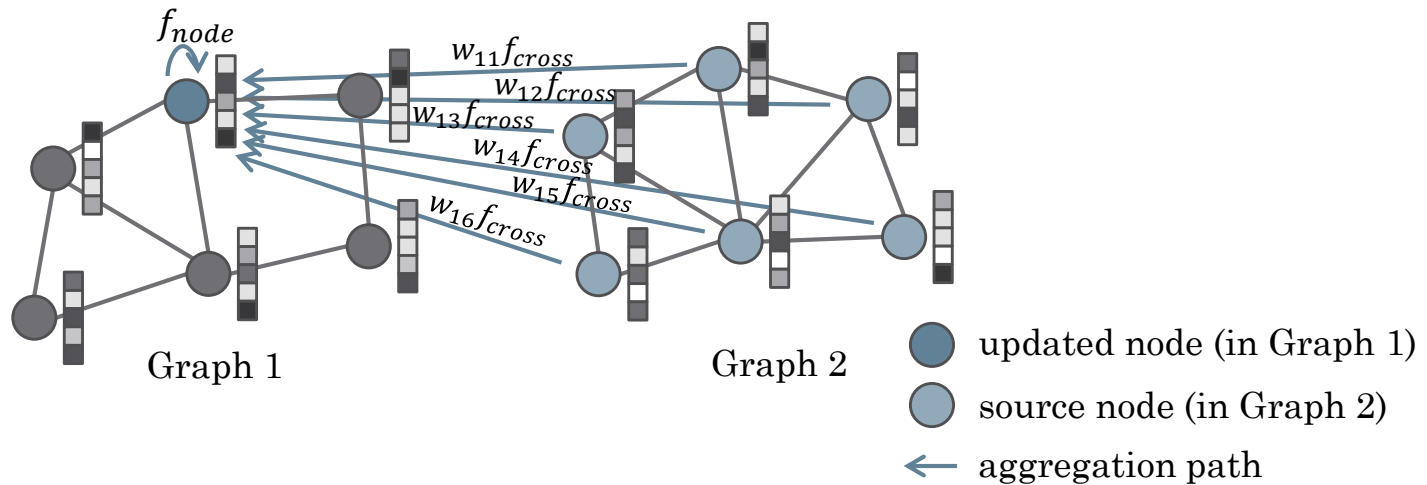 f_node
w_11 f_cross
w_12 f_cross
w_13 f_cross
w_14 f_cross
w_15 f_cross
w_16 f_cross
Graph 1
Graph 2
updated node (in Graph 1)
source node (in Graph 2)
aggregation path